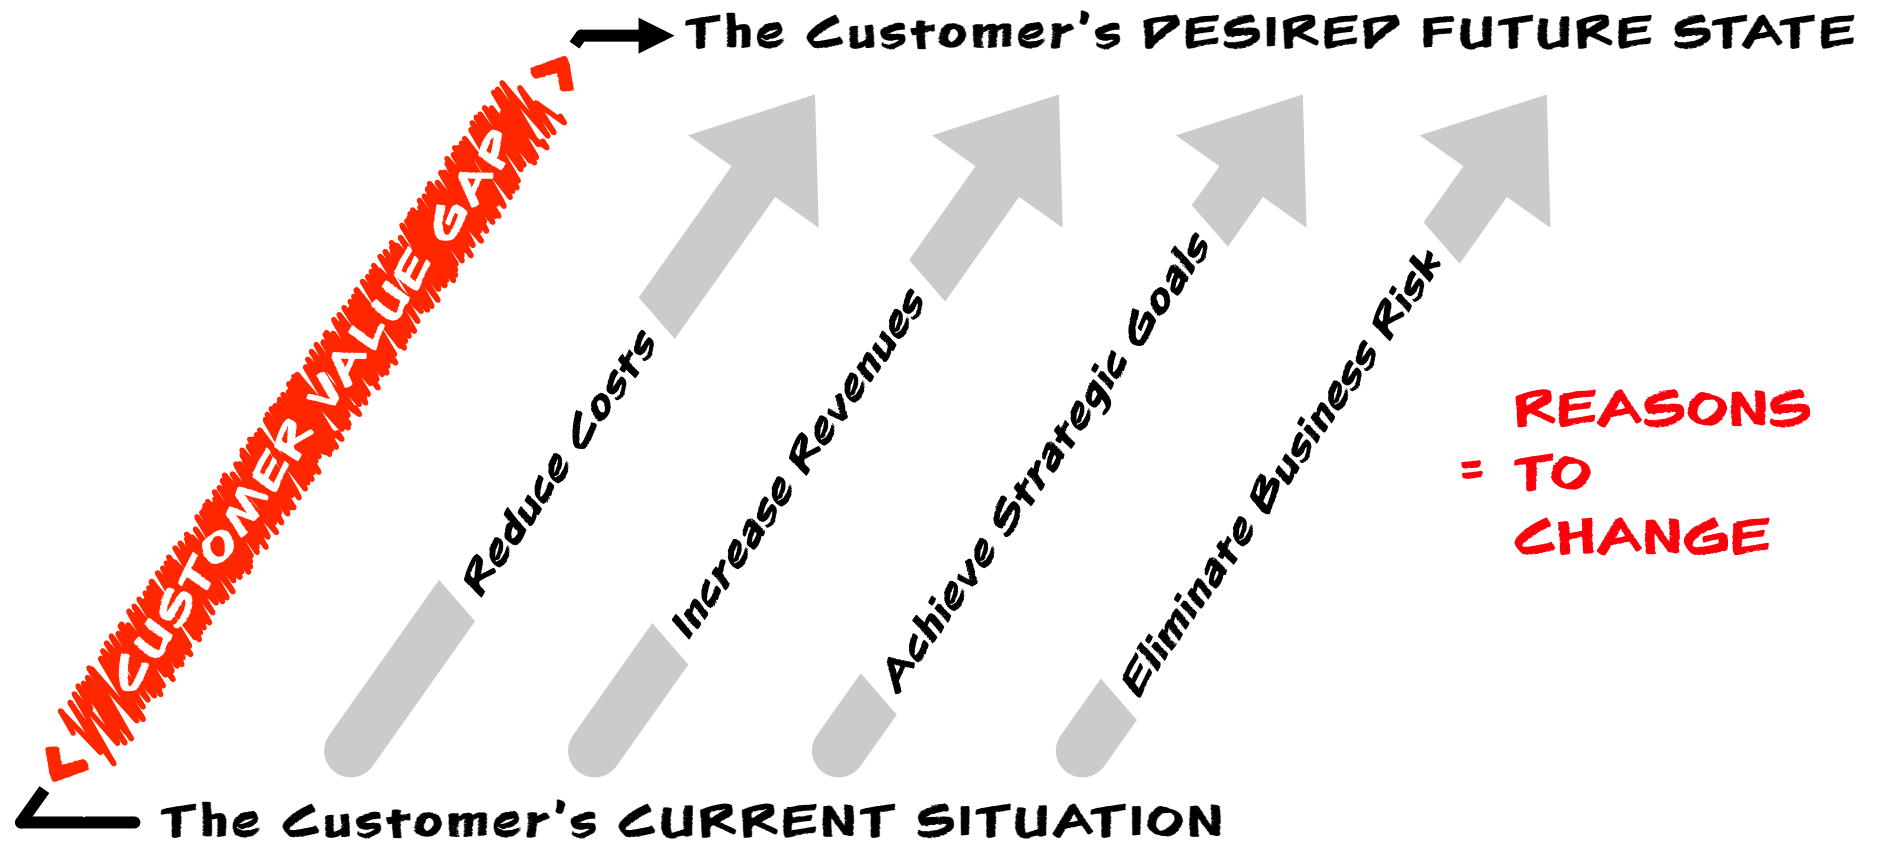 The Customer's DESIRED FUTURE STATE
CUSTOMER VALUE GAP
Reduce Costs
Increase Revenues
Achieve Strategic Goals
Eliminate Business Risk
REASONS
= TO
CHANGE
The Customer's CURRENT SITUATION